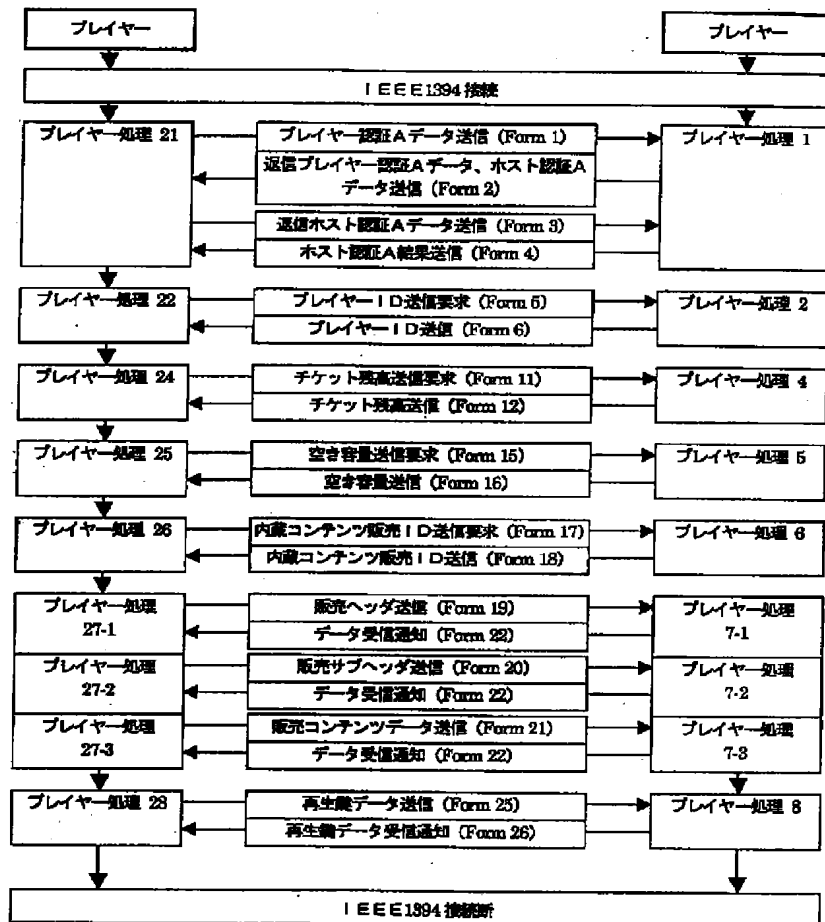 プレイヤー
プレイヤー
ＩＥＥＥ1394 接続
プレイヤー処理 21
プレイヤー認証Ａデータ送信 (Form 1)
プレイヤー処理 1
返信プレイヤー認証Ａデータ、ホスト認証Ａ
データ送信 (Form 2)
返信ホスト認証Ａデータ送信 (Form 3)
ホスト認証Ａ結果送信 (Form 4)
プレイヤー処理 22
プレイヤーＩＤ送信要求 (Form 5)
プレイヤー処理 2
プレイヤーＩＤ送信 (Form 6)
プレイヤー処理 24
チケット残高送信要求 (Form 11)
プレイヤー処理 4
チケット残高送信 (Form 12)
プレイヤー処理 25
空き容量送信要求 (Form 15)
プレイヤー処理 5
空き容量送信 (Form 16)
プレイヤー処理 26
内蔵コンテンツ販売ＩＤ送信要求 (Form 17)
プレイヤー処理 6
内蔵コンテンツ販売ＩＤ送信 (Form 18)
プレイヤー処理
27-1
販売ヘッダ送信 (Form 19)
データ受信通知 (Form 22)
プレイヤー処理
7-1
プレイヤー処理
27-2
販売サブヘッダ送信 (Form 20)
データ受信通知 (Form 22)
プレイヤー処理
7-2
プレイヤー処理
27-3
販売コンテンツデータ送信 (Form 21)
データ受信通知 (Form 22)
プレイヤー処理
7-3
プレイヤー処理 28
再生鍵データ送信 (Form 25)
プレイヤー処理 8
再生鍵データ受信通知 (Form 26)
ＩＥＥＥ1394 接続断